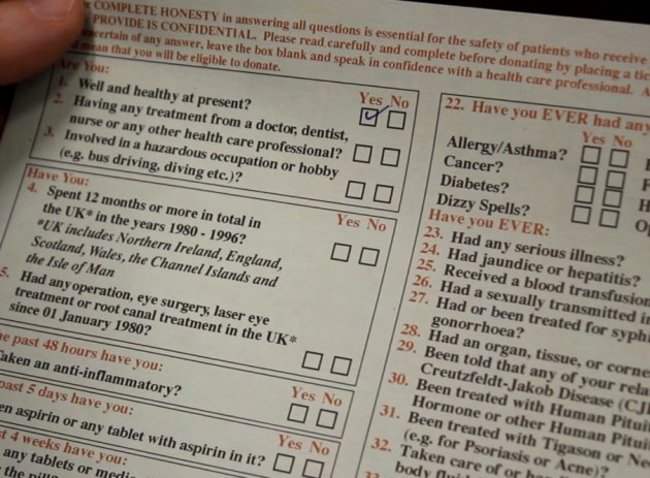 COMPLETE HONESTY in answering all questions is essential for the safety of patients who receive
PROVIDE IS CONFIDENTIAL. Please read carefully and complete before donating by placing a
of any answer, leave the box blank and speak in confidence with a health care professional.
mean that you will be eligible to donate.
Are You:
Yes No
1. Well and healthy at present?
2. Having any treatment from a doctor, dentist,
nurse or any other health care professional?
3. Involved in a hazardous occupation or hobby
(e.g. bus driving, diving etc.)?
Have You:
Yes No
4. Spent 12 months or more in total in
the UK* in the years 1980 - 1996?
*UK includes Northern Ireland, England,
Scotland, Wales, the Channel Islands and
the Isle of Man
5. Had any operation, eye surgery, laser eye
treatment or root canal treatment in the UK*
since 01 January 1980?
past 48 hours have you:
Yes No
Taken an anti-inflammatory?
past 5 days have you:
Yes No
aspirin or any tablet with aspirin in it?
4 weeks have you:
any tablets or
22. Have you EVER had any
Yes No
Allergy/Asthma?
Cancer?
Diabetes?
Dizzy Spells?
Have you EVER:
23. Had any serious illness?
24. Had jaundice or hepatitis?
25. Received a blood transfusion
26. Had a sexually transmitted
27. Had or been treated for
gonorrhoea?
28. Had an organ, tissue, or
29. Been told that any of your
Creutzfeldt-Jakob Disease
30. Been treated with Human
Hormone or other Human
31. Been treated with Tigason or
(e.g. for Psoriasis or Acne)?
32. Taken care of or
body